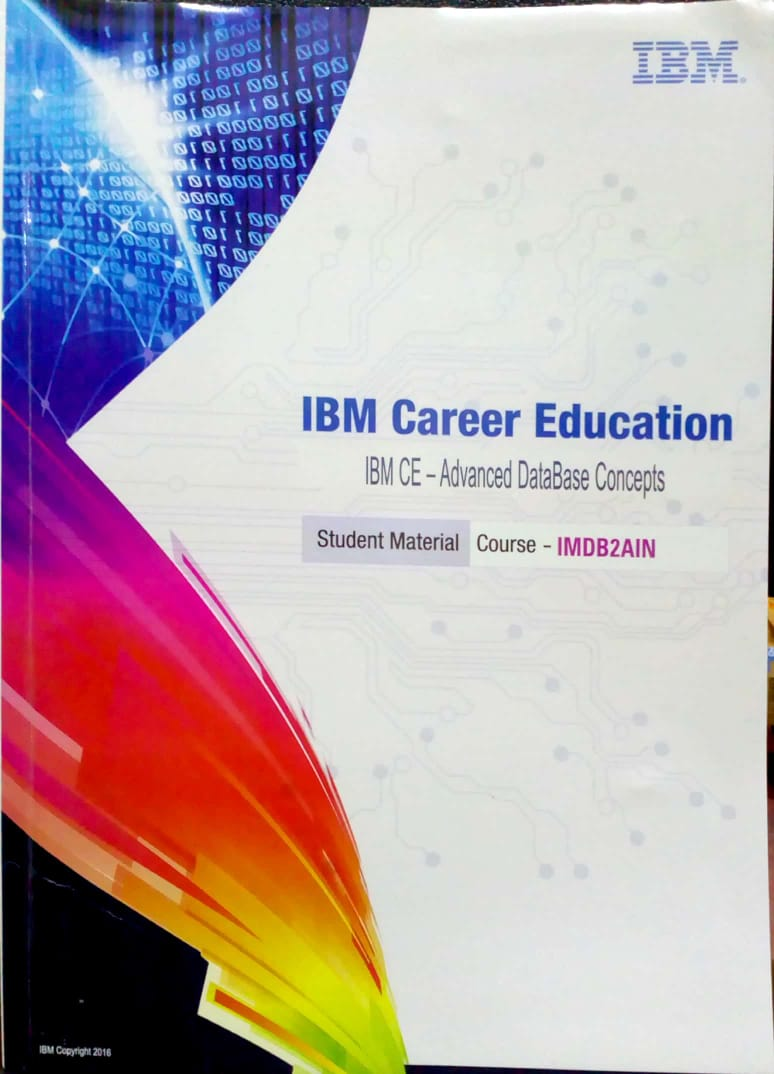 IBM
IBM Career Education
IBM CE – Advanced DataBase Concepts
Student Material Course - IMDB2AIN
IBM Copyright 2016